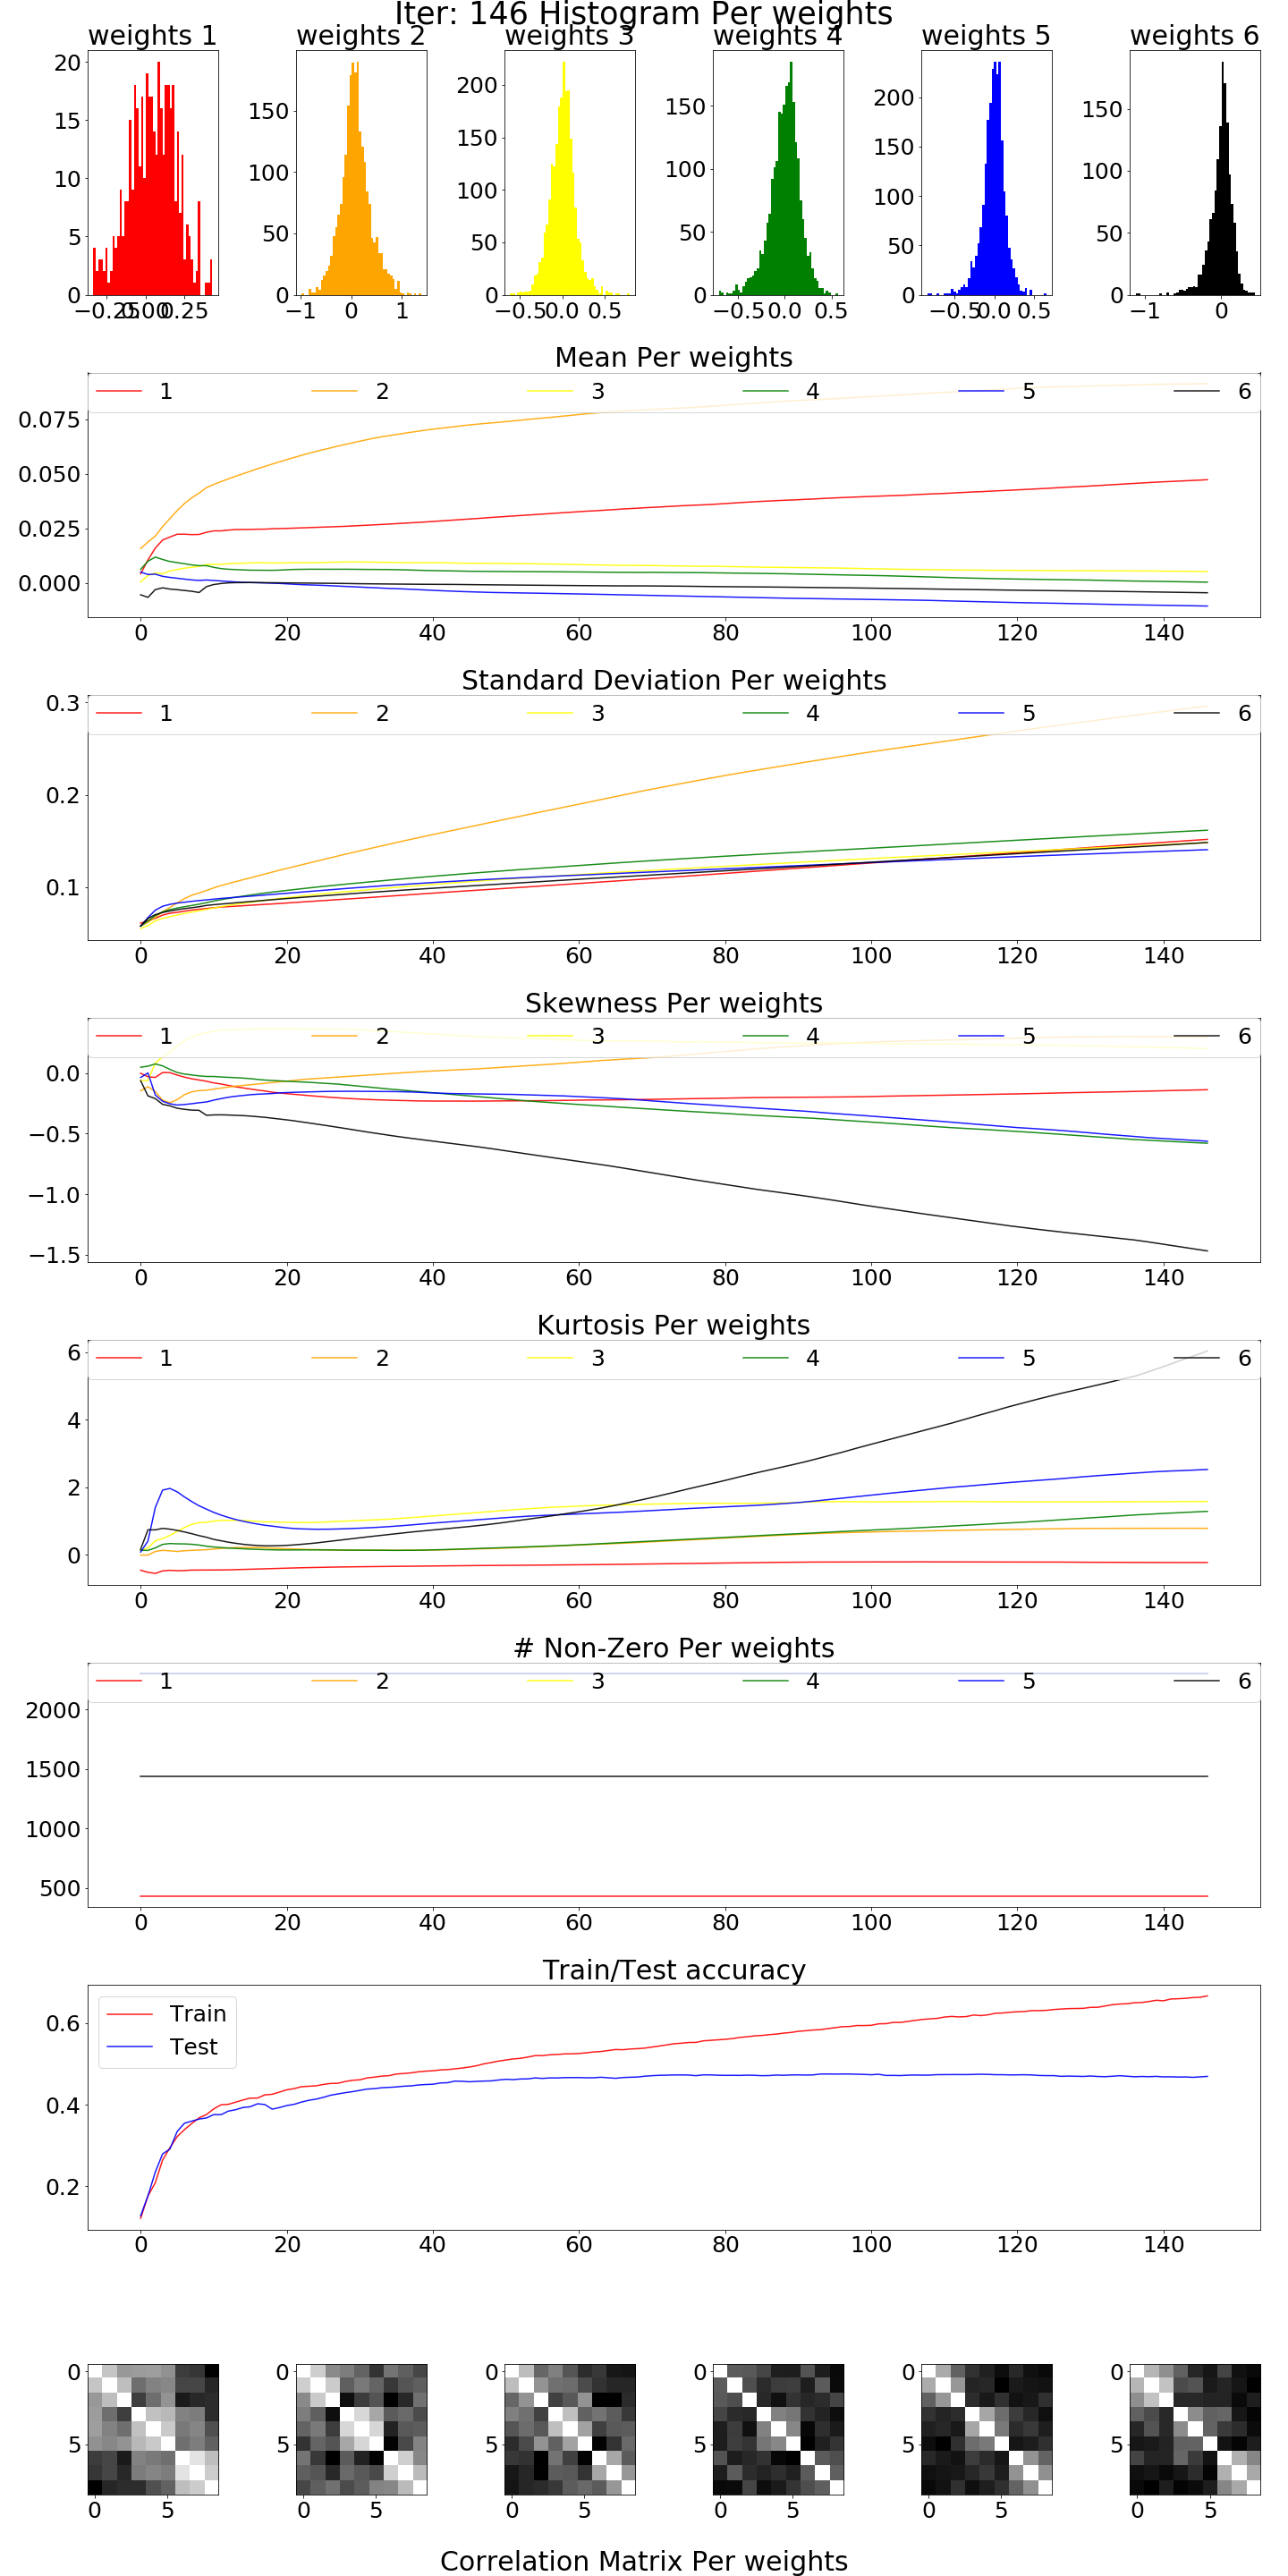 Iter: 146 Histogram Per weights
weights 1 weights 2 weights 3 weights 4 weights 5 weights 6
20
15
10
5
0
−0.25 0.00 0.25
150
100
50
0
−1 0 1
200
150
100
50
0
−0.5 0.0 0.5
150
100
50
0
−0.5 0.0 0.5
200
150
100
50
0
−0.5 0.0 0.5
150
100
50
0
−1 0
Mean Per weights
1 2 3 4 5 6
0.075
0.050
0.025
0.000
0 20 40 60 80 100 120 140
Standard Deviation Per weights
1 2 3 4 5 6
0.3
0.2
0.1
0 20 40 60 80 100 120 140
Skewness Per weights
1 2 3 4 5 6
0.0
−0.5
−1.0
−1.5
0 20 40 60 80 100 120 140
Kurtosis Per weights
1 2 3 4 5 6
6
4
2
0
0 20 40 60 80 100 120 140
# Non-Zero Per weights
1 2 3 4 5 6
2000
1500
1000
500
0 20 40 60 80 100 120 140
Train/Test accuracy
Train
Test
0.6
0.4
0.2
0 20 40 60 80 100 120 140
0 0 0 0 0 0
5 5 5 5 5 5
0 5 0 5 0 5 0 5 0 5 0 5
Correlation Matrix Per weights